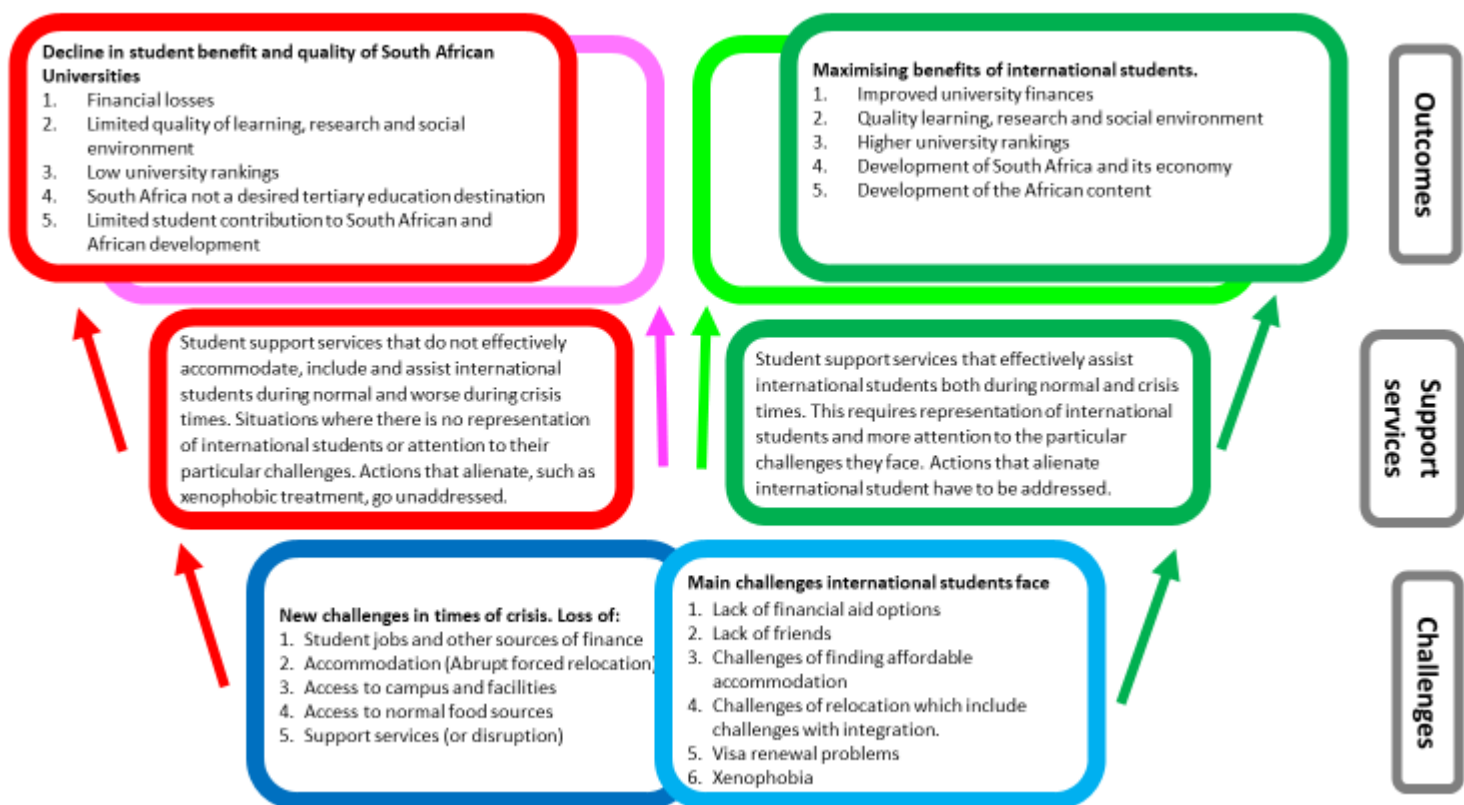 Decline in student benefit and quality of South African
Universities
1. Financial losses
2. Limited quality of learning, research and social
environment
3. Low university rankings
4. South Africa not a desired tertiary education destination
5. Limited student contribution to South African and
African development
Maximising benefits of international students.
1. Improved university finances
2. Quality learning, research and social environment
3. Higher university rankings
4. Development of South Africa and its economy
5. Development of the African content
Outcomes
Student support services that do not effectively
accommodate, include and assist international
students during normal and worse during crisis
times. Situations where there is no representation
of international students or attention to their
particular challenges. Actions that alienate, such as
xenophobic treatment, go unaddressed.
Student support services that effectively assist
international students both during normal and crisis
times. This requires representation of international
students and more attention to the particular
challenges they face. Actions that alienate
international student have to be addressed.
Support
services
New challenges in times of crisis. Loss of:
1. Student jobs and other sources of finance
2. Accommodation (Abrupt forced relocation)
3. Access to campus and facilities
4. Access to normal food sources
5. Support services (or disruption)
Main challenges international students face
1. Lack of financial aid options
2. Lack of friends
3. Challenges of finding affordable
accommodation
4. Challenges of relocation which include
challenges with integration.
5. Visa renewal problems
6. Xenophobia
Challenges